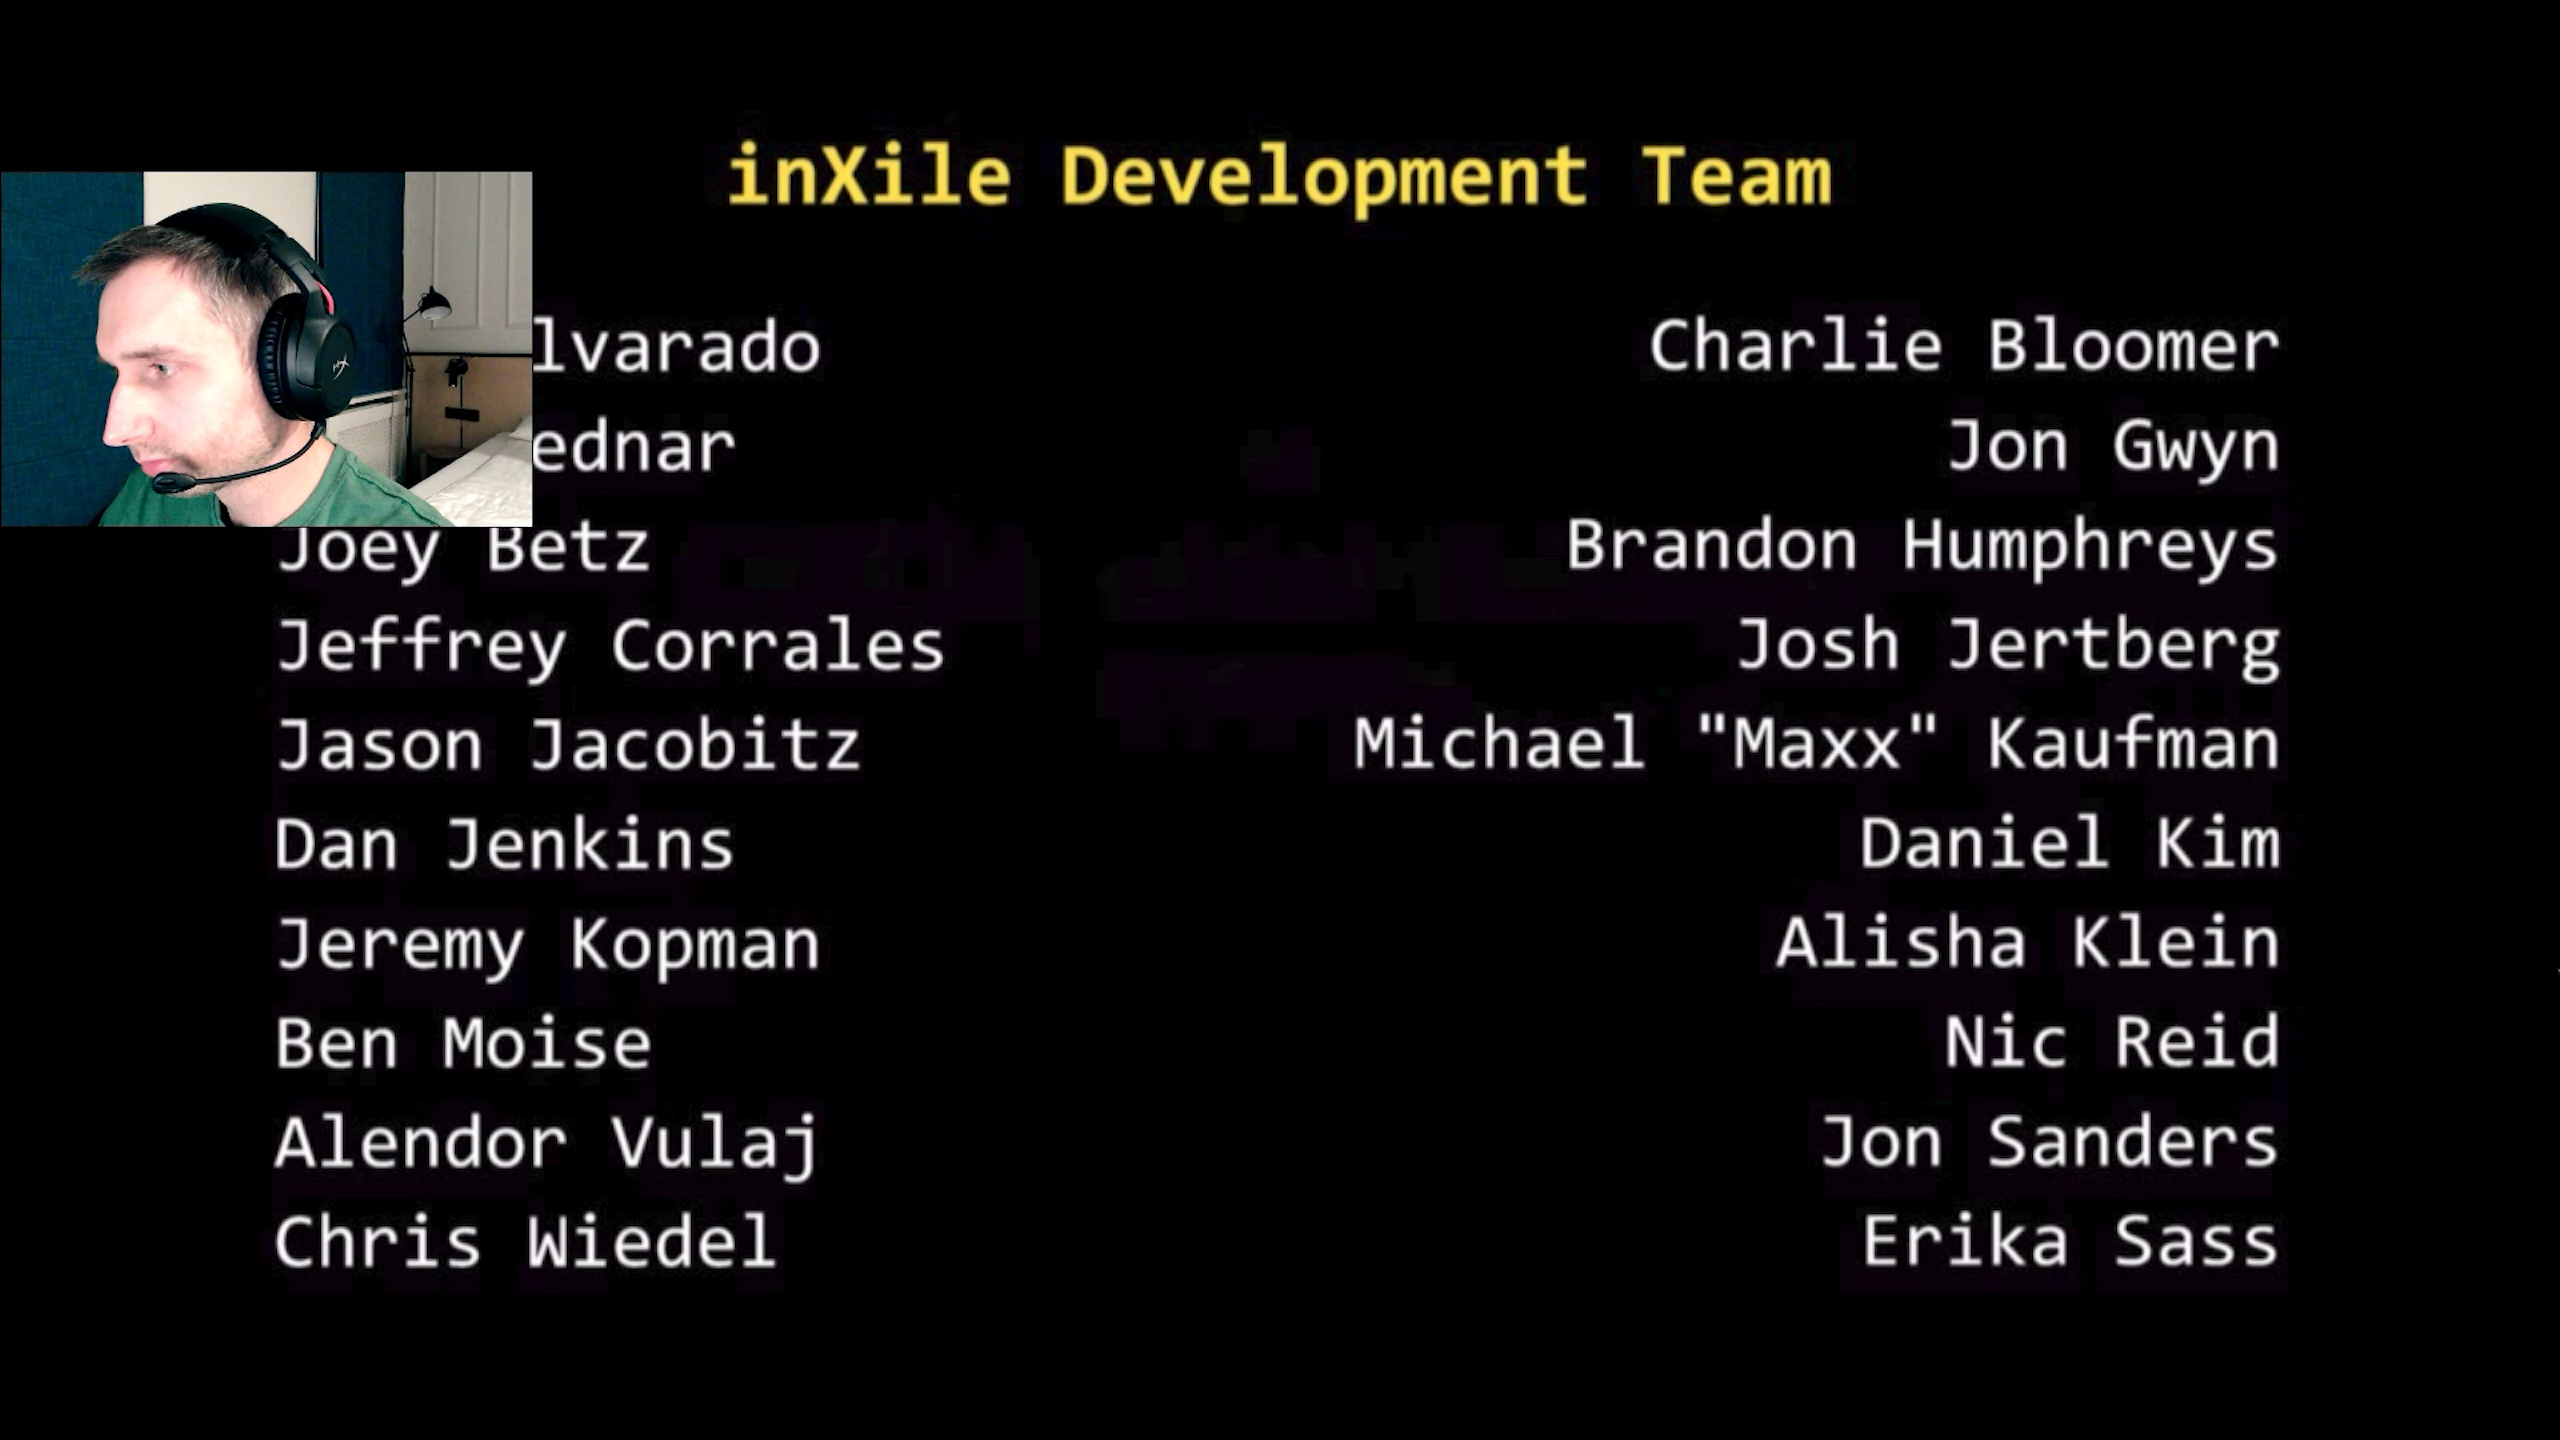 inXile Development Team
lvarado Charlie Bloomer
ednar Jon Gwyn
Joey Betz Brandon Humphreys
Jeffrey Corrales Josh Jertberg
Jason Jacobitz Michael "Maxx" Kaufman
Dan Jenkins Daniel Kim
Jeremy Kopman Alisha Klein
Ben Moise Nic Reid
Alendor Vulaj Jon Sanders
Chris Wiedel Erika Sass